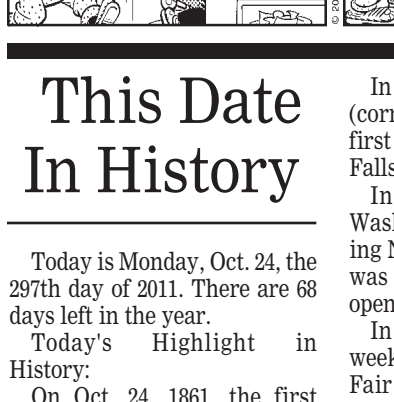 This Date
In History
Today is Monday, Oct. 24, the
297th day of 2011. There are 68
days left in the year.
Today's Highlight in
History:
On Oct. 24, 1861, the first
In
first
Falls
In
ing
was
open
In
week
Fair